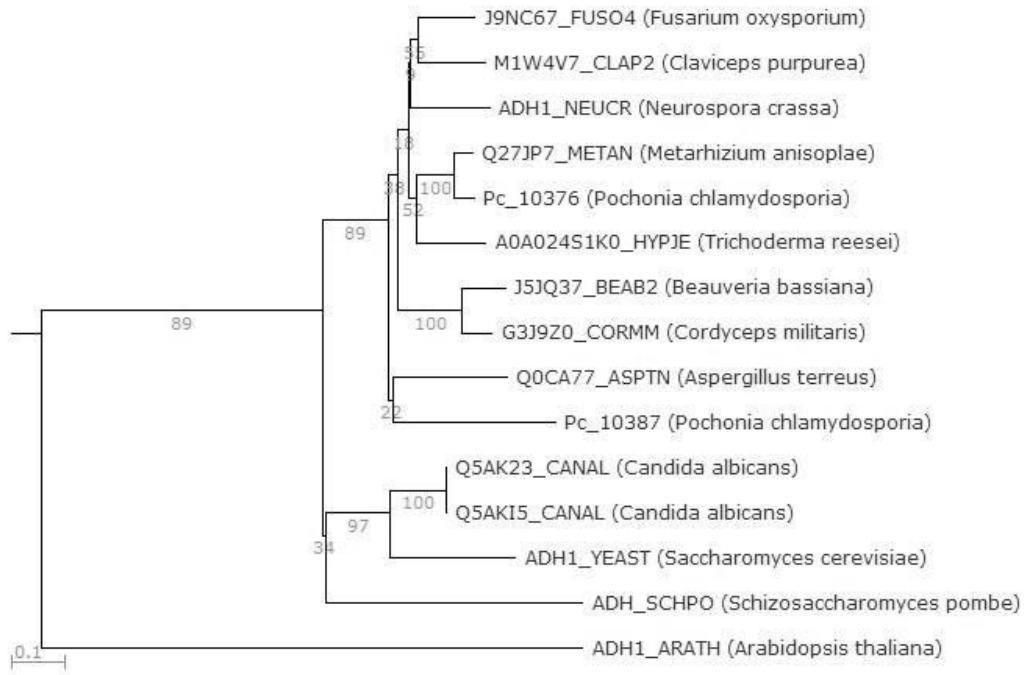 J9NC67_FUSO4 (Fusarium oxysporium)
55
M1W4V7_CLAP2 (Claviceps purpurea)
9
ADH1_NEUCR (Neurospora crassa)
18
Q27JP7_METAN (Metarhizium anisoplae)
38
100
Pc_10376 (Pochonia chlamydosporia)
52
89
A0A024S1K0_HYPJE (Trichoderma reesei)
J5JQ37_BEAB2 (Beauveria bassiana)
89
100
G3J9Z0_CORMM (Cordyceps militaris)
Q0CA77_ASPTN (Aspergillus terreus)
22
Pc_10387 (Pochonia chlamydosporia)
Q5AK23_CANAL (Candida albicans)
100
Q5AKI5_CANAL (Candida albicans)
97
34
ADH1_YEAST (Saccharomyces cerevisiae)
ADH_SCHPO (Schizosaccharomyces pombe)
ADH1_ARATH (Arabidopsis thaliana)
0.1